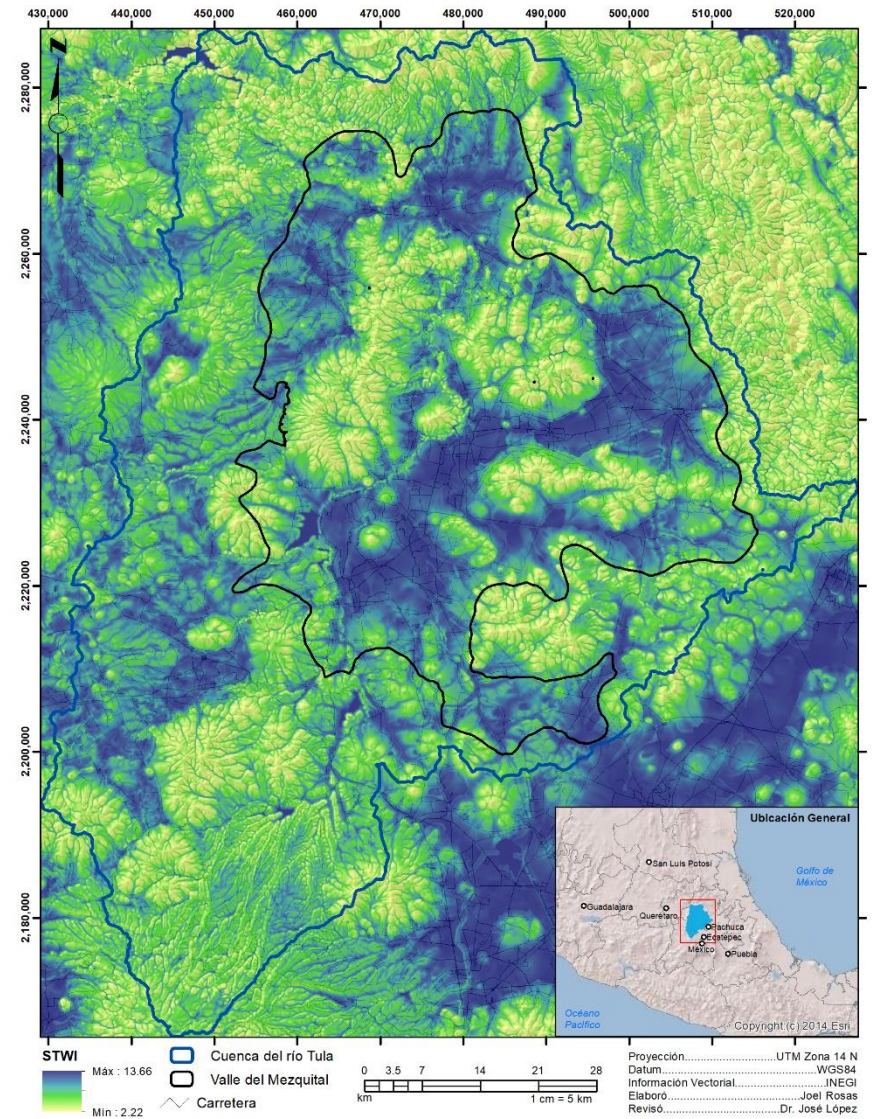 430,000 440,000 450,000 460,000 470,000 480,000 490,000 500,000 510,000 520,000
Z
2,280,000
2,260,000
2,240,000
2,220,000
2,200,000
2,180,000
Ubicación General
San Luis Potosí
Golfo de
México
Guadalajara
Querétaro
Pachuca
Ecatepec
México
Puebla
Océano
Pacífico
Copyright:(c) 2014 Esri
STWI
Máx : 13.66
Mín : 2.22
Cuenca del río Tula
Valle del Mezquital
Carretera
0 3.5 7 14 21 28
km
1 cm = 5 km
Proyección.............................UTM Zona 14 N
Datum.............................................WGS84
Información Vectorial.............................INEGI
Elaboró.......................................Joel Rosas
Revisó..................................Dr. José López